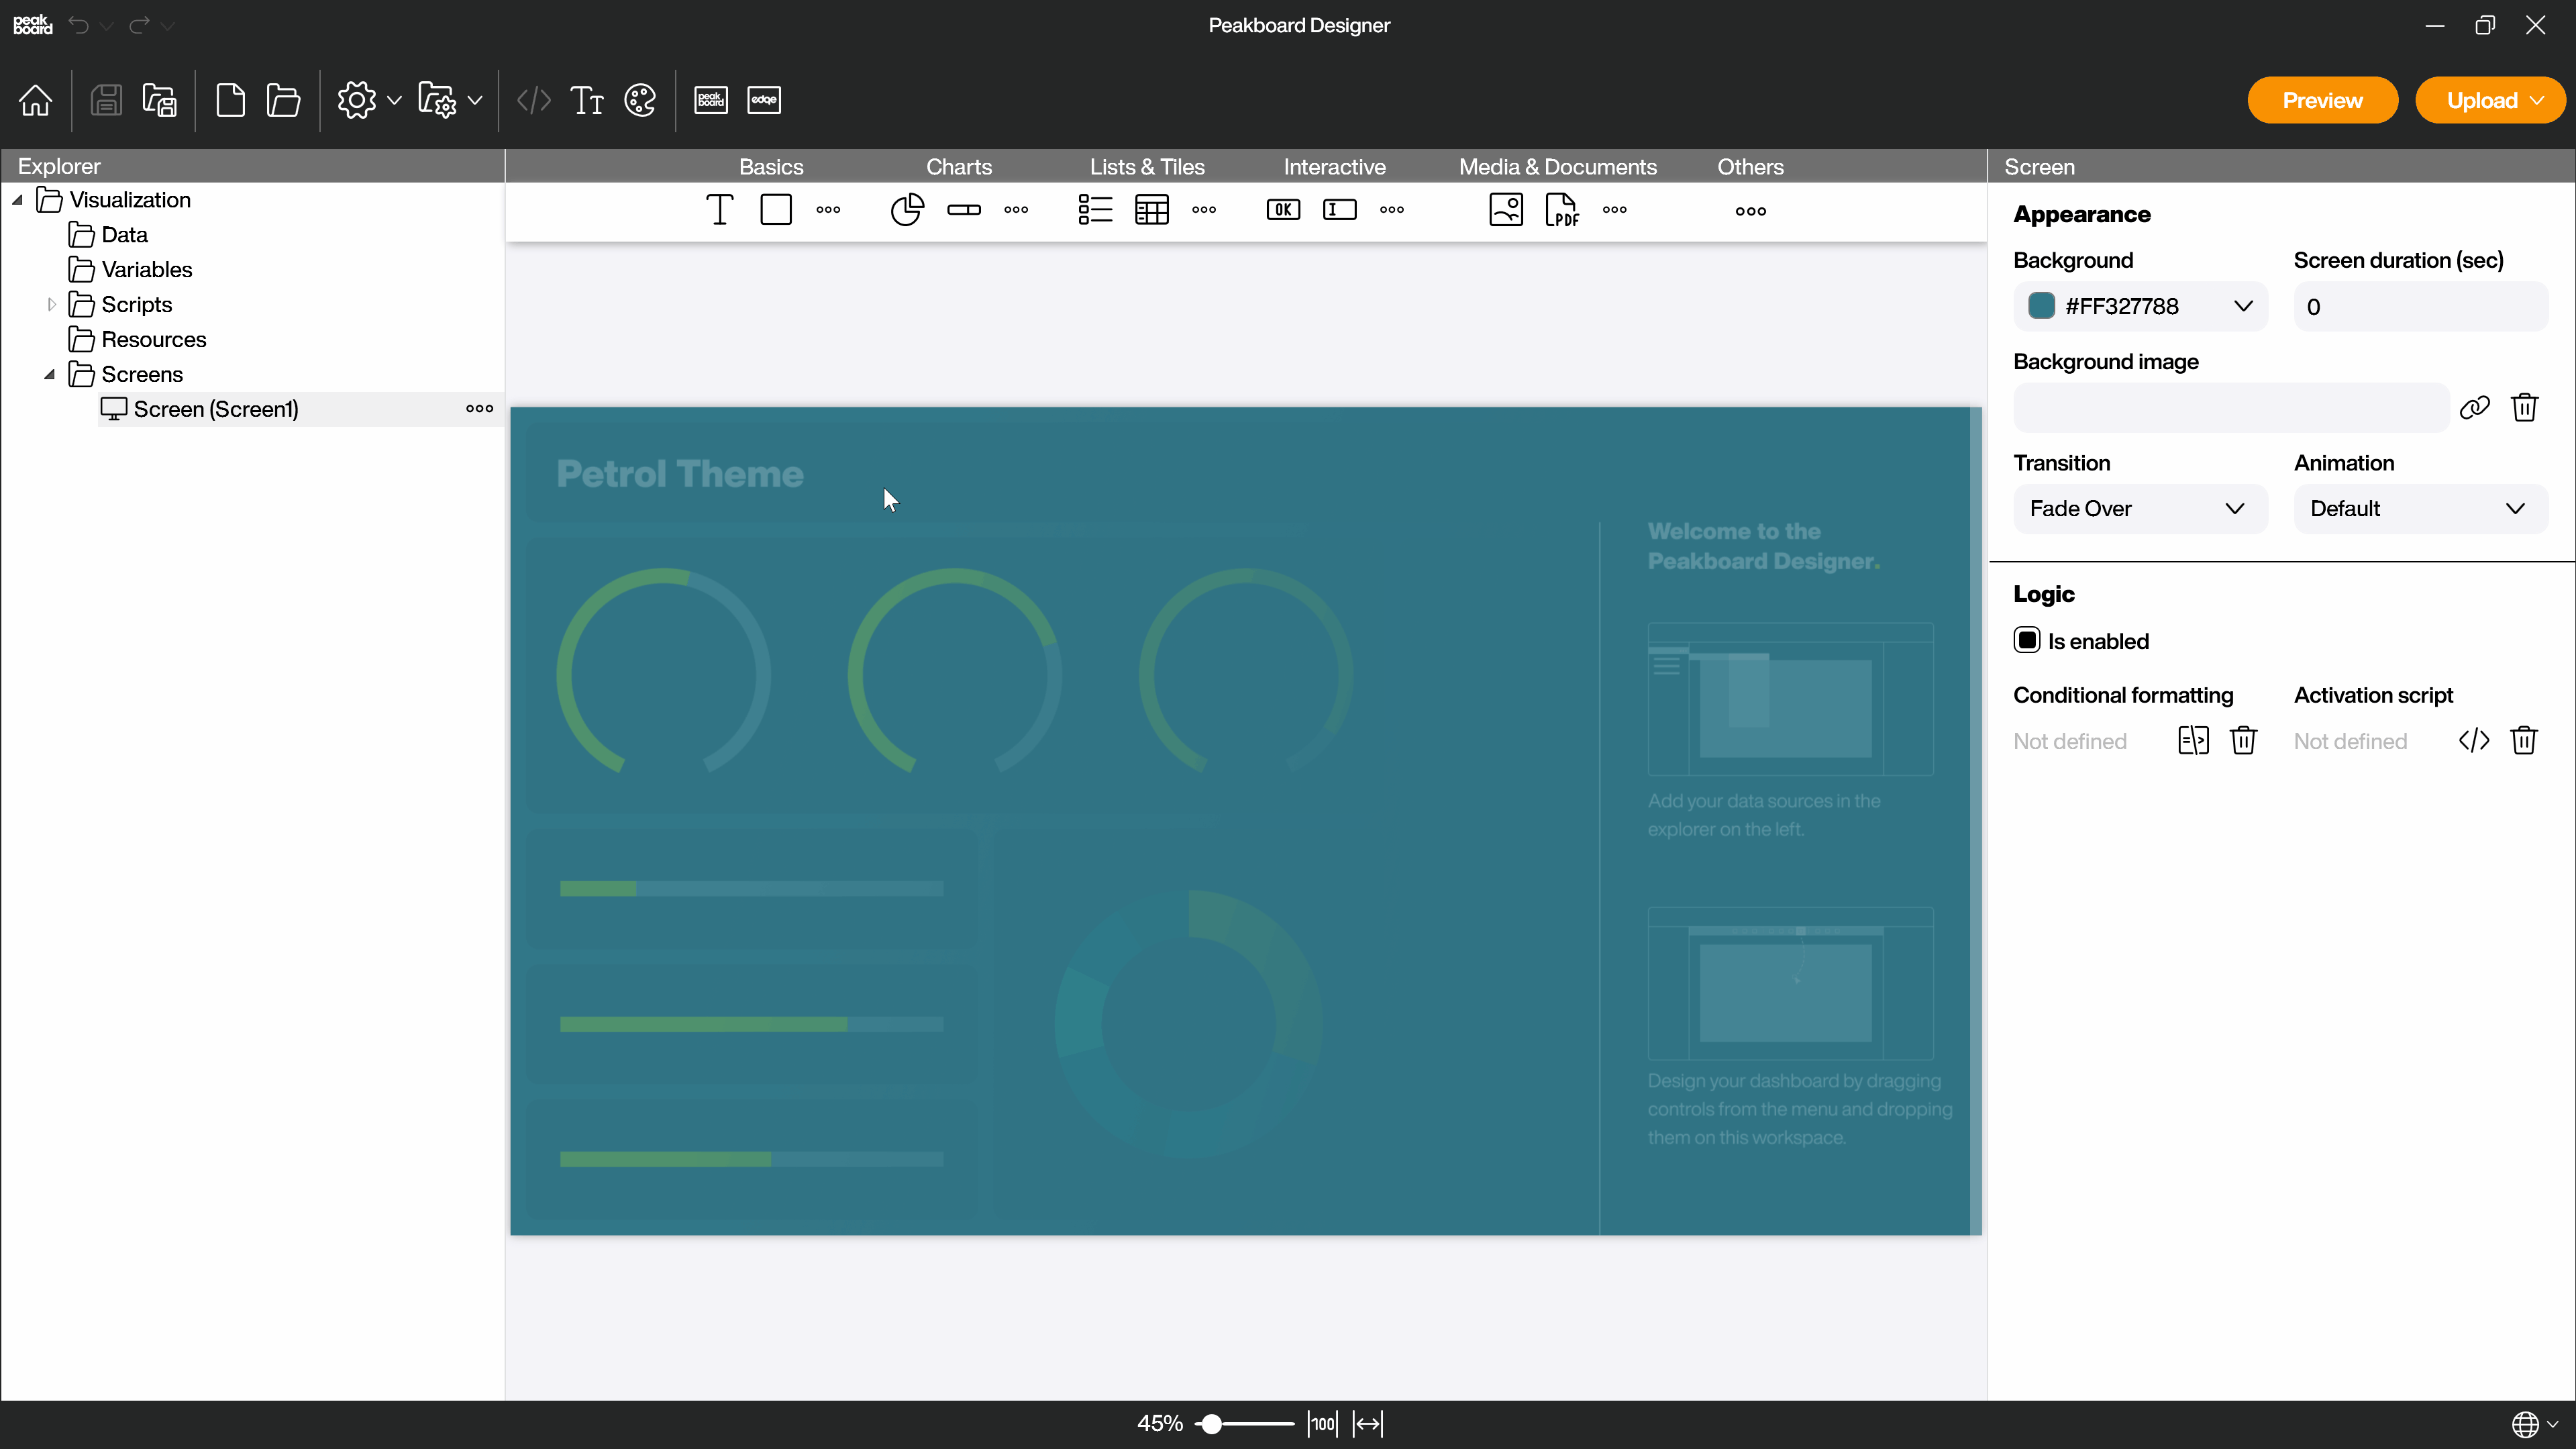 peak
board
Peakboard Designer
peak
board
edge
Preview
Upload
Explorer
Basics
Charts
Lists & Tiles
Interactive
Media & Documents
Others
Screen
Visualization
Data
Variables
Scripts
Resources
Screens
Screen (Screen1)
OK
I
PDF
Appearance
Background
Screen duration (sec)
#FF327788
0
Background image
Transition
Animation
Fade Over
Default
Logic
Is enabled
Conditional formatting
Activation script
Not defined
Not defined
Petrol Theme
Welcome to the
Peakboard Designer.
Add your data sources in the
explorer on the left.
Design your dashboard by dragging
controls from the menu and dropping
them on this workspace.
45%
100